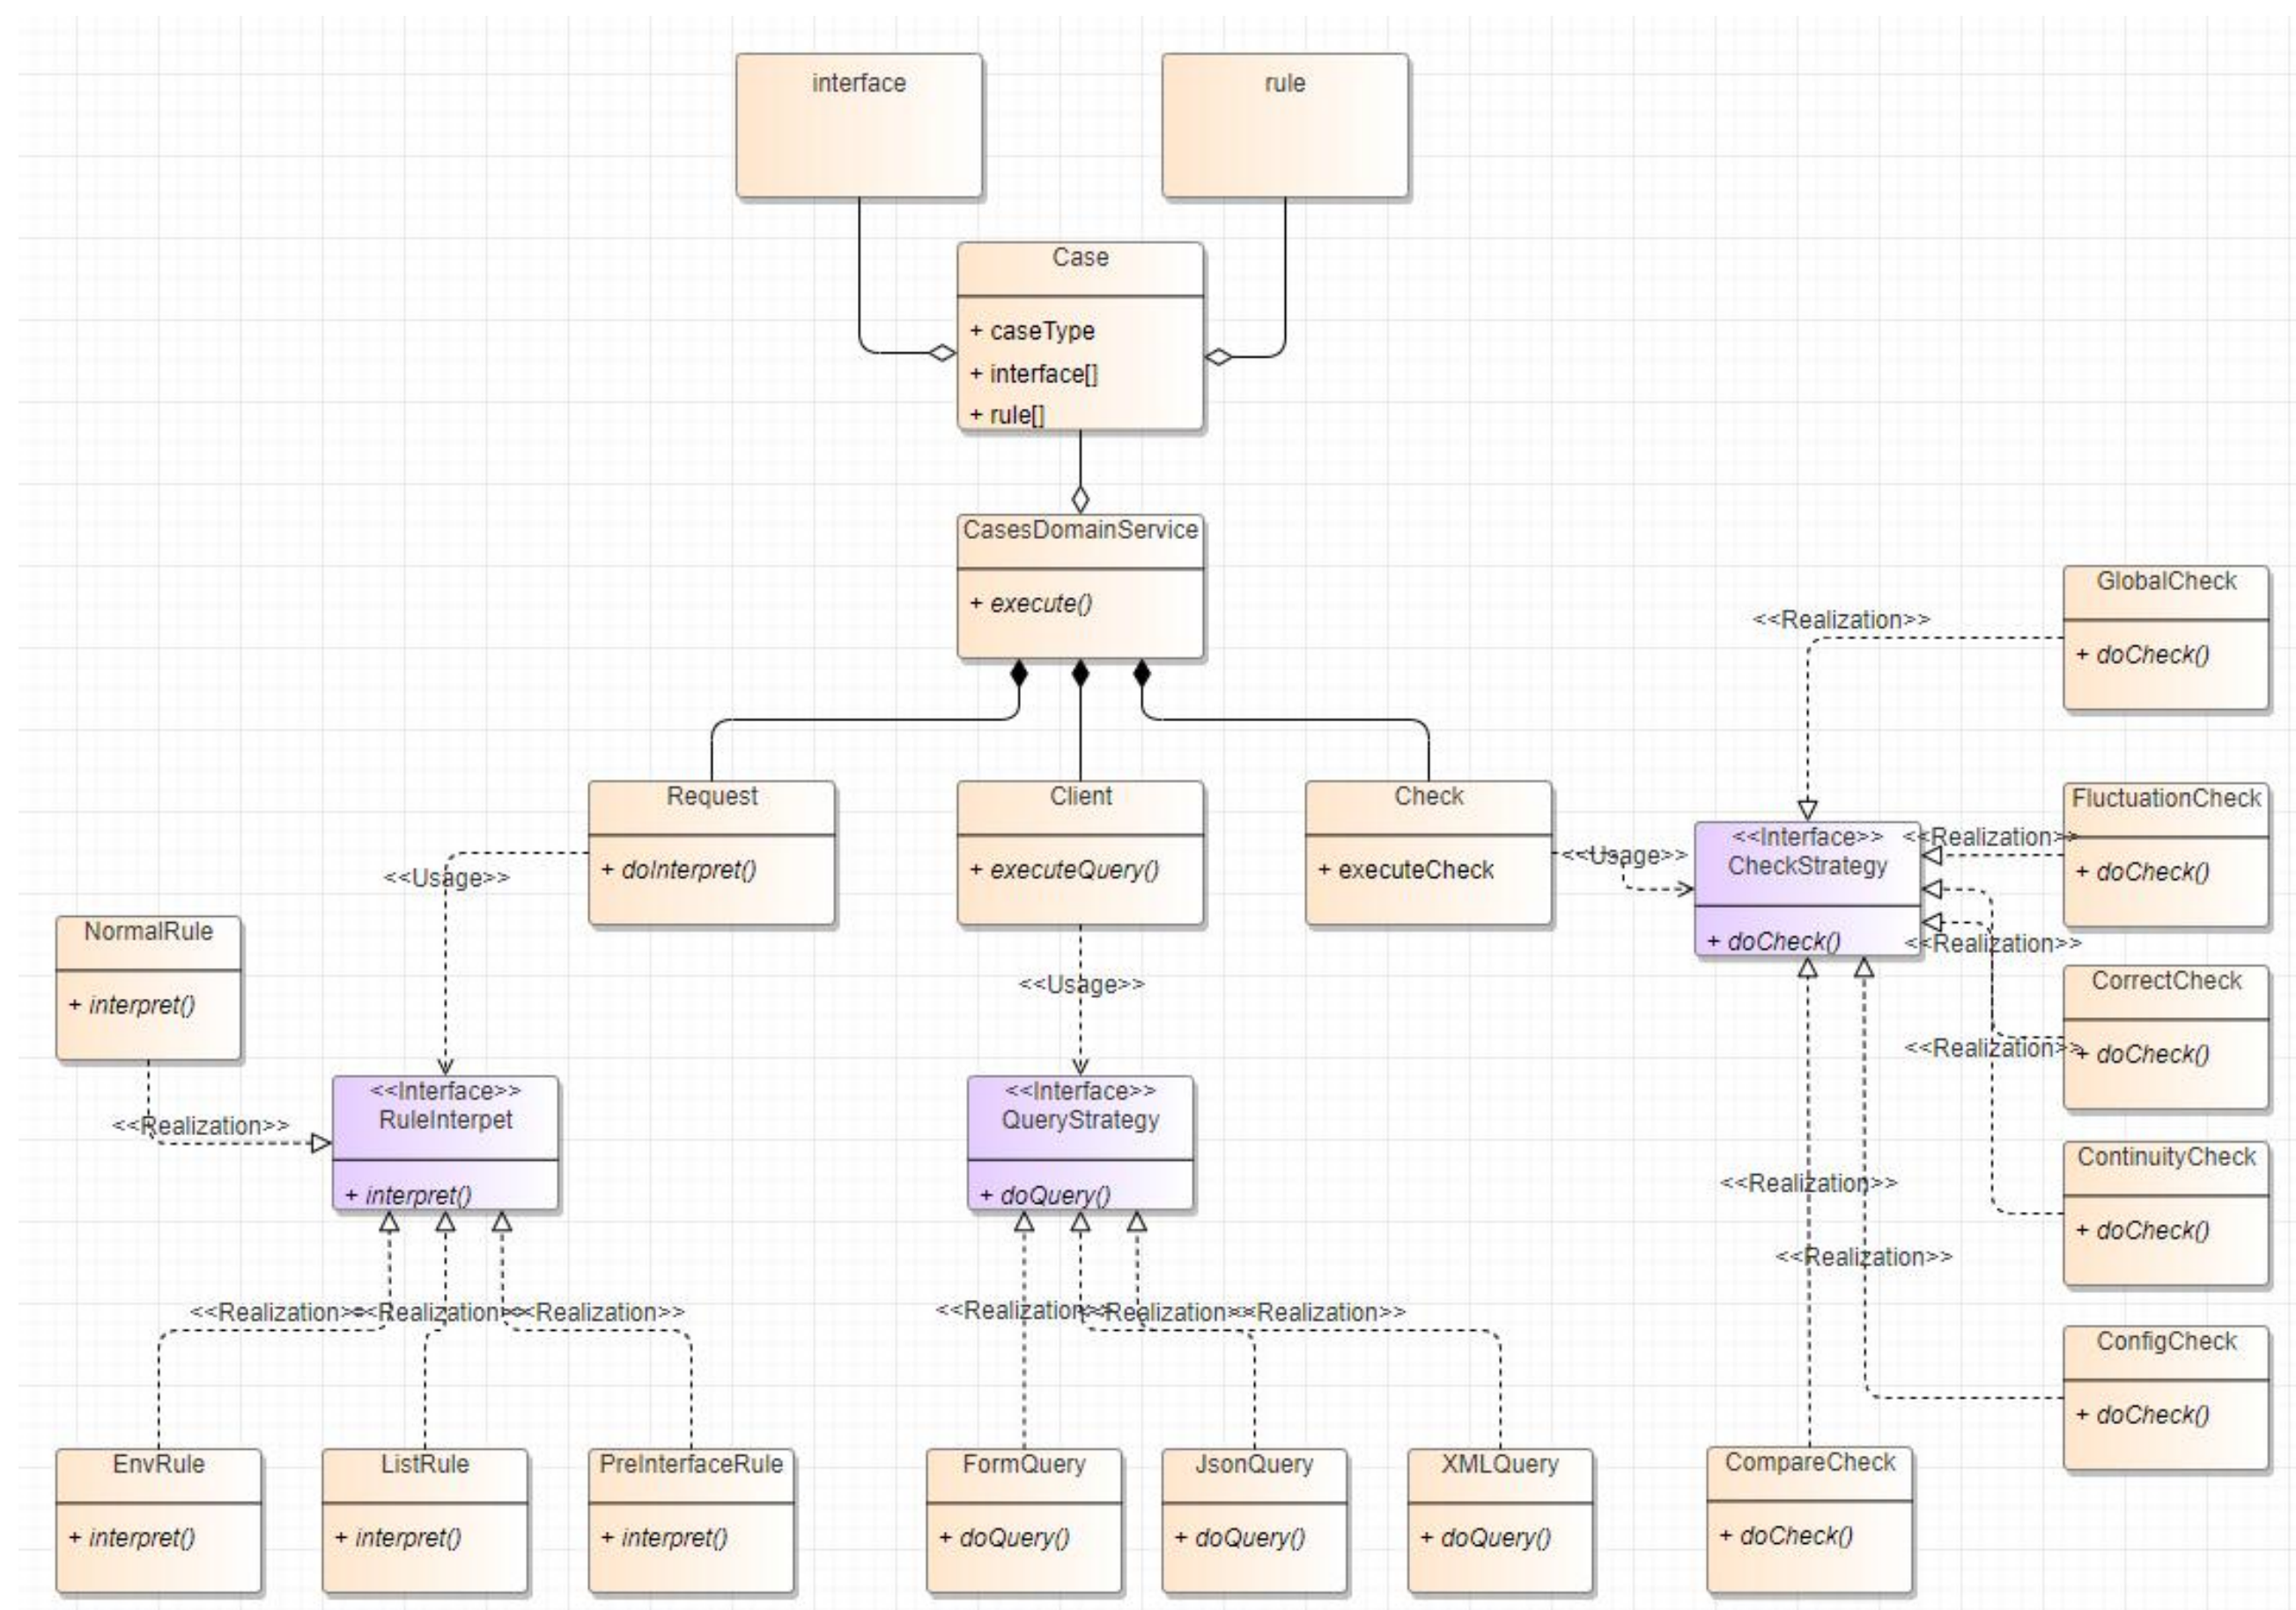 interface
rule
Case
+ caseType
+ interface[]
+ rule[]
CasesDomainService
+ execute()
GlobalCheck
+ doCheck()
<<Realization>>
Request
+ doInterpret()
Client
+ executeQuery()
Check
+ executeCheck
<<Usage>>
<<Usage>>
<<Usage>>
<<Interface>>
CheckStrategy
+ doCheck()
<<Realization>>
FluctuationCheck
+ doCheck()
<<Realization>>
CorrectCheck
+ doCheck()
<<Realization>>
NormalRule
+ interpret()
<<Realization>>
<<Interface>>
RuleInterpet
+ interpret()
<<Interface>>
QueryStrategy
+ doQuery()
ContinuityCheck
+ doCheck()
<<Realization>>
<<Realization>>
<<Realization>>
<<Realization>>
<<Realization>>
<<Realization>>
<<Realization>>
<<Realization>>
ConfigCheck
+ doCheck()
EnvRule
+ interpret()
ListRule
+ interpret()
PreInterfaceRule
+ interpret()
FormQuery
+ doQuery()
JsonQuery
+ doQuery()
XMLQuery
+ doQuery()
CompareCheck
+ doCheck()